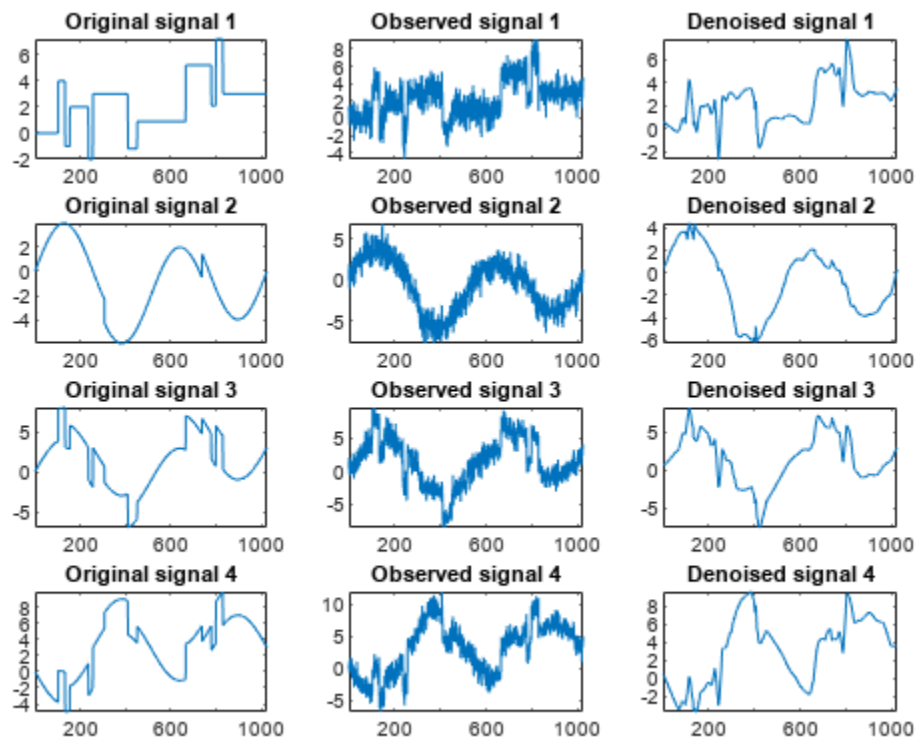 Original signal 1 Observed signal 1 Denoised signal 1
6 8 6
4 6 4
2 4 2
0 2 0
-2 0 -2
-2
-4
200 600 1000 200 600 1000 200 600 1000
Original signal 2 Observed signal 2 Denoised signal 2
2 5 4
0 0 2
-2 -5 0
-4 -2
-4
-6
200 600 1000 200 600 1000 200 600 1000
Original signal 3 Observed signal 3 Denoised signal 3
5 5 5
0 0 0
-5 -5 -5
200 600 1000 200 600 1000 200 600 1000
Original signal 4 Observed signal 4 Denoised signal 4
8 10 8
6 5 6
4 0 4
2 -5 2
0 0
-2 -2
-4
200 600 1000 200 600 1000 200 600 1000